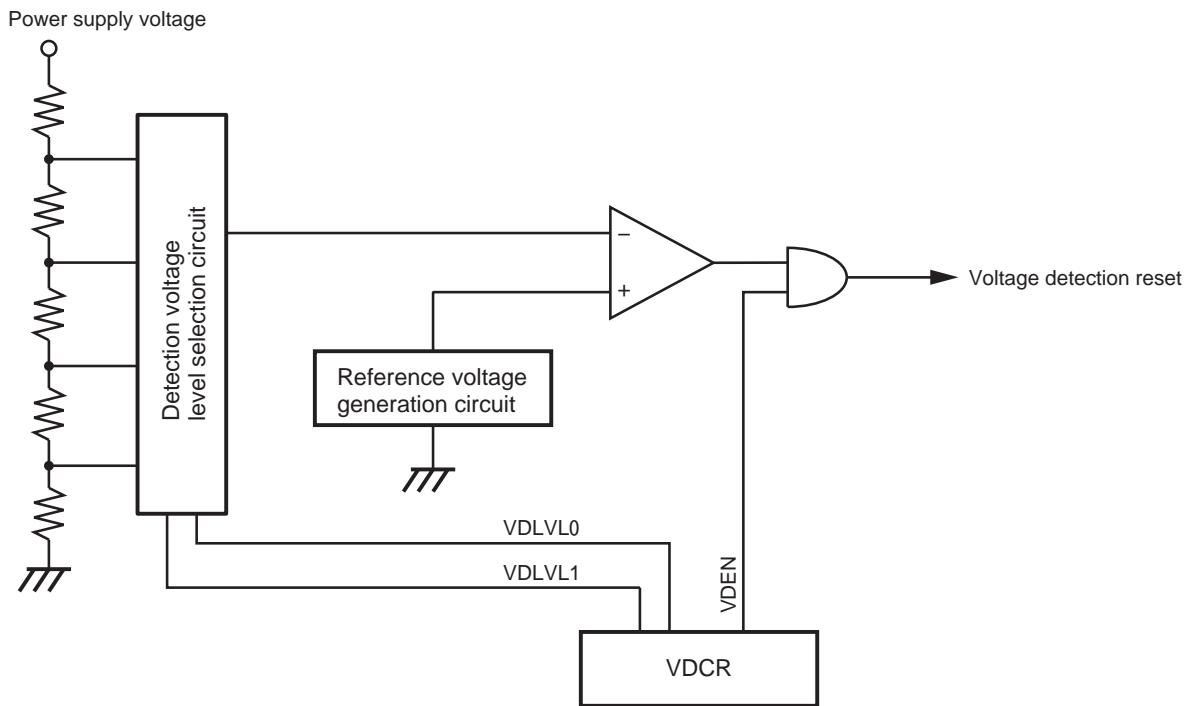 Power supply voltage
Detection voltage
level selection circuit
−
+
Voltage detection reset
Reference voltage
generation circuit
VDLVL0
VDLVL1
VDEN
VDCR